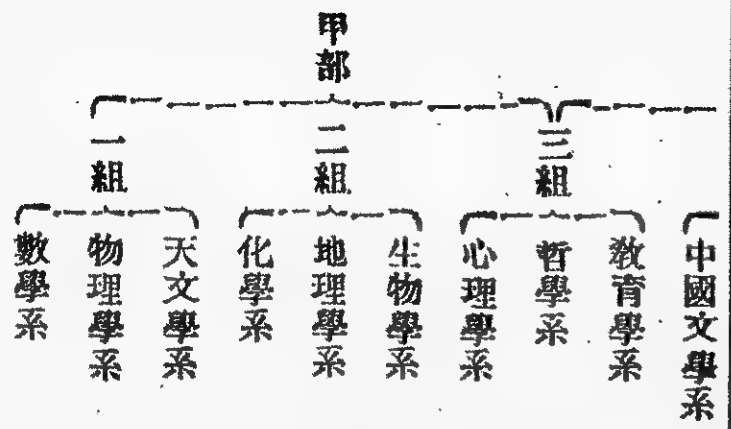 甲部
一組
二組
三組
數學系
物理學系
天文學系
化學系
地理學系
生物學系
心理學系
哲學系
教育學系
中國文學系